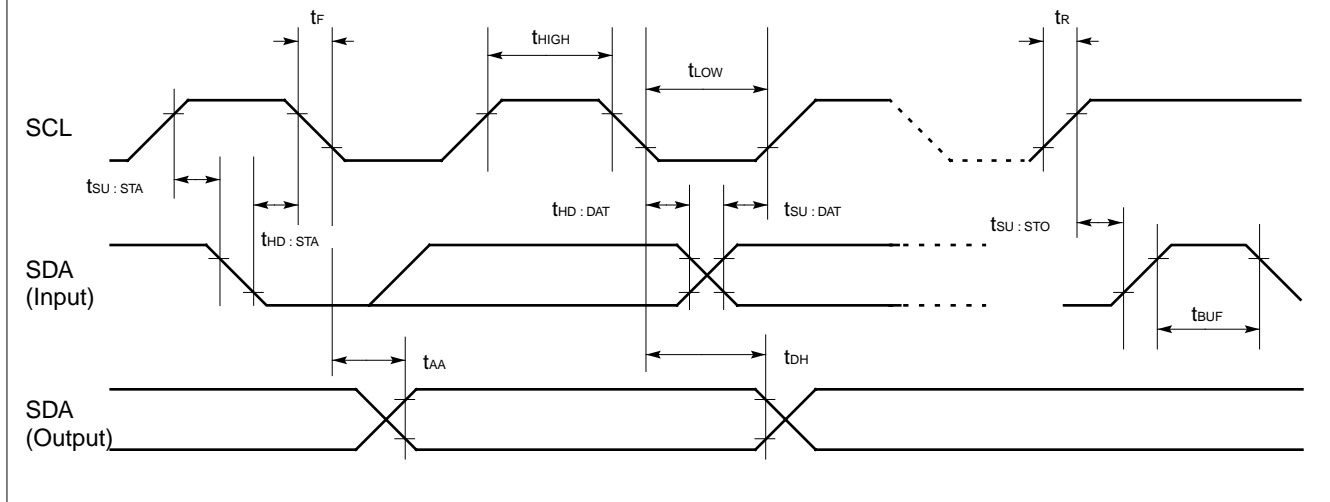 tF
tHIGH
tLOW
tR
SCL
tSU : STA
tHD : STA
tHD : DAT
tSU : DAT
tSU : STO
SDA
(Input)
tBUF
tAA
tDH
SDA
(Output)